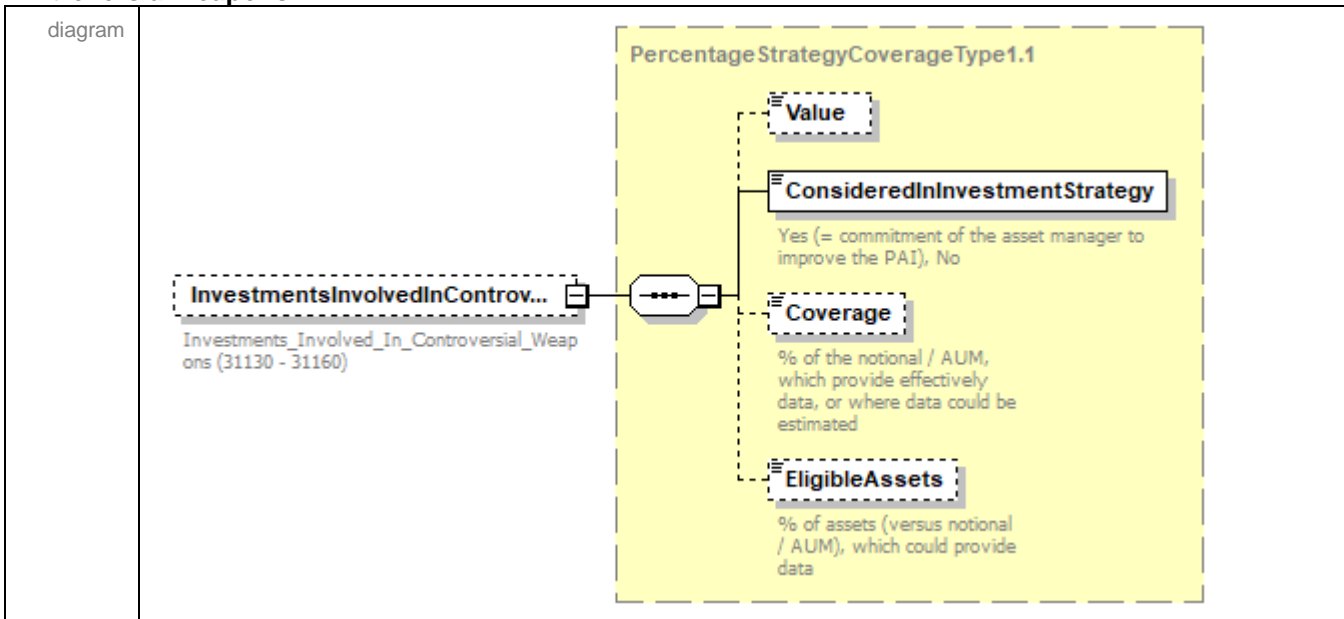 diagram
PercentageStrategyCoverageType1.1
Value
ConsideredInInvestmentStrategy
Yes (= commitment of the asset manager to
improve the PAI), No
InvestmentsInvolvedInControv...
Investments_Involved_In_Controversial_Weap
ons (31130 - 31160)
Coverage
% of the notional / AUM,
which provide effectively
data, or where data could be
estimated
EligibleAssets
% of assets (versus notional
/ AUM), which could provide
data